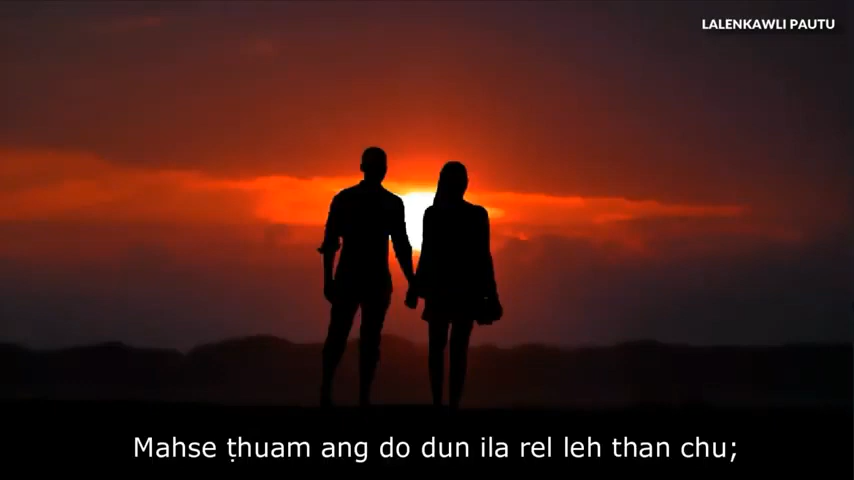 LALENKAWLI PAUTU
Mahse ṭhuam ang do dun ila rel leh than chu;